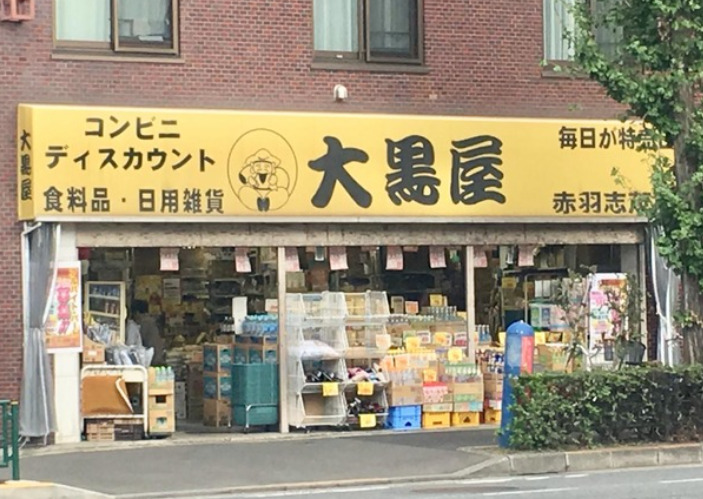 大黒屋
コンビニ
ディスカウント
食料品・日用雑貨
大黒屋
毎日が特売
赤羽志茂